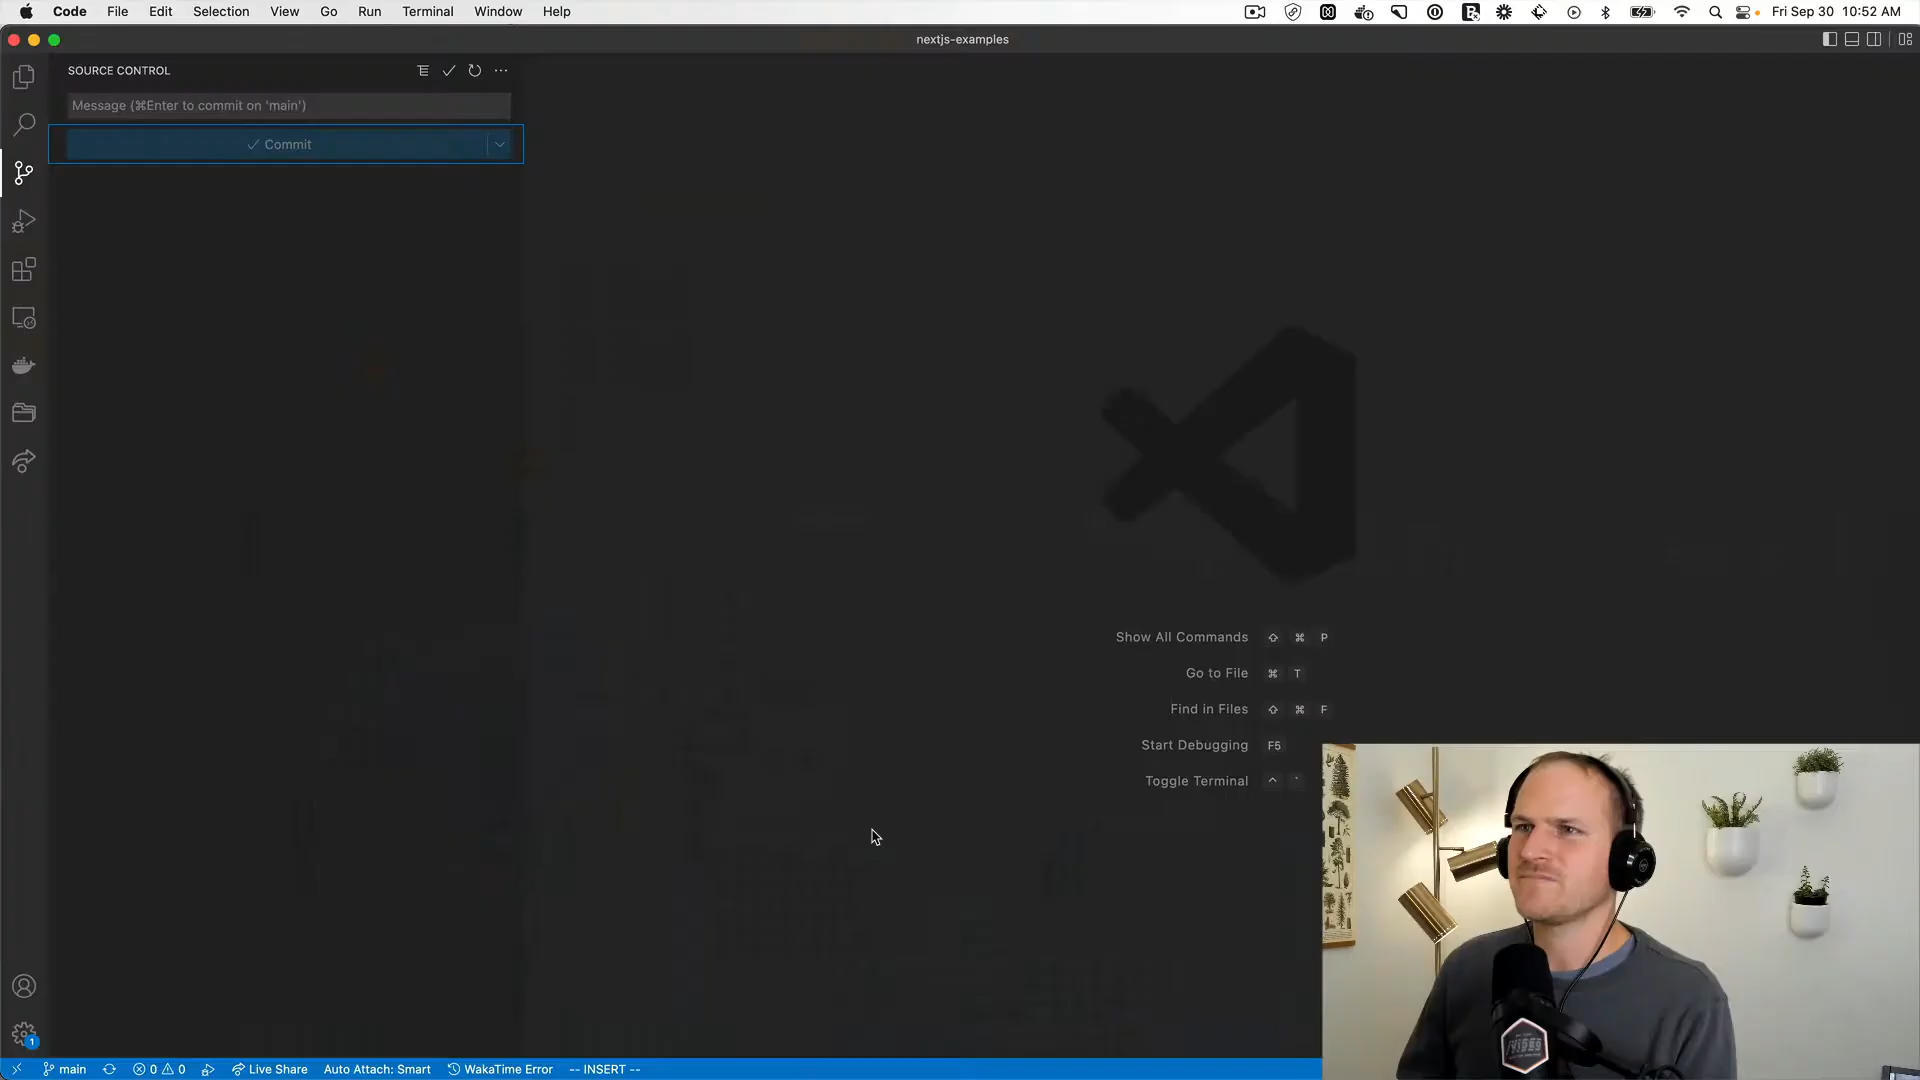 Code File Edit Selection View Go Run Terminal Window Help Fri Sep 30 10:52 AM
nextjs-examples
SOURCE CONTROL
Message (⌘Enter to commit on 'main')
✓ Commit
Show All Commands ⇧ ⌘ P
Go to File ⌘ T
Find in Files ⇧ ⌘ F
Start Debugging F5
Toggle Terminal ^ `
1
main 0 0 Live Share Auto Attach: Smart WakaTime Error -- INSERT --